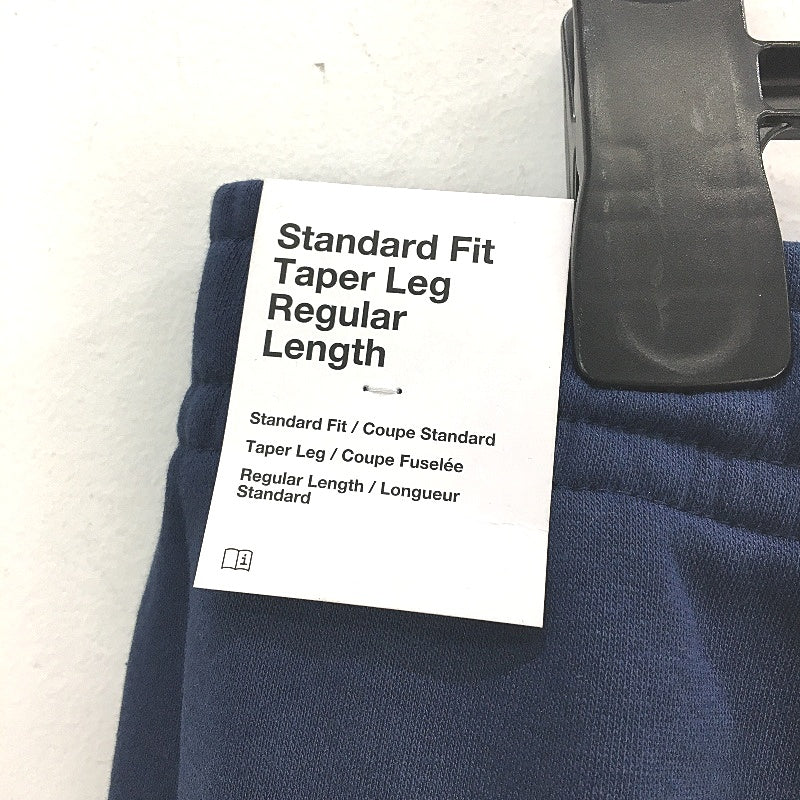 Standard Fit
Taper Leg
Regular
Length
Standard Fit / Coupe Standard
Taper Leg / Coupe Fuselée
Regular Length / Longueur
Standard
i